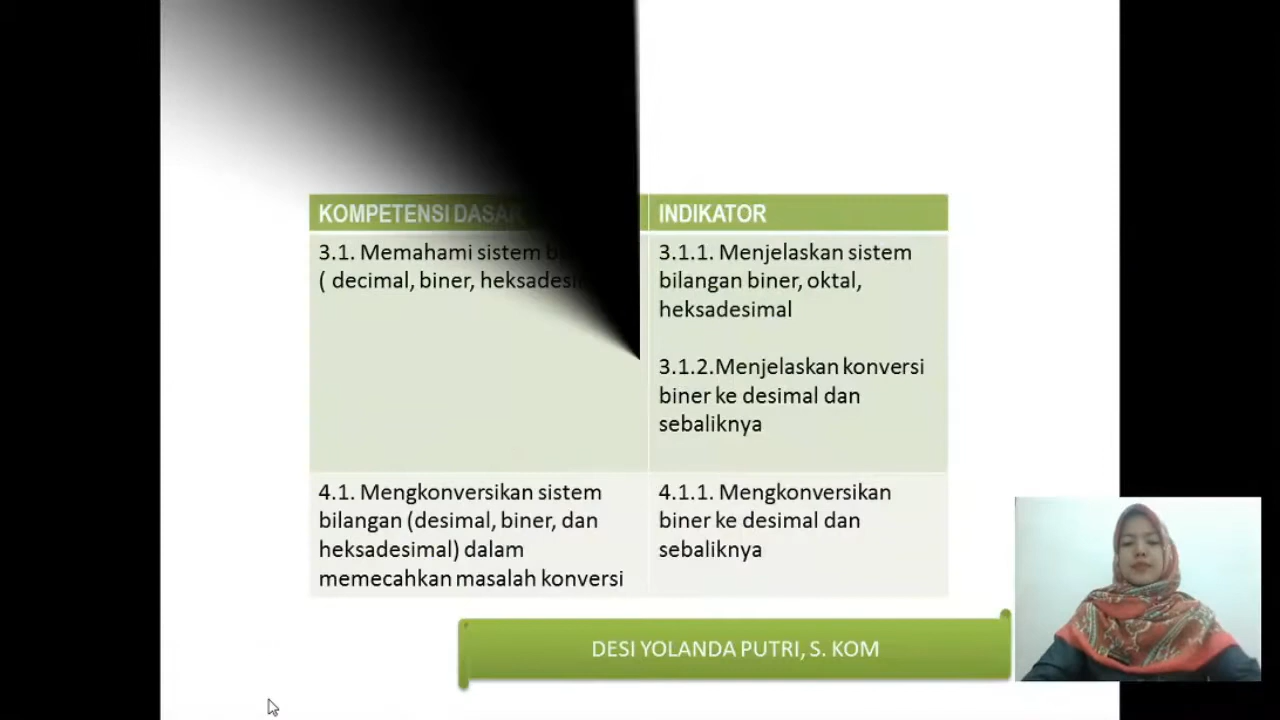 KOMPETENSI DASAR
INDIKATOR
3.1. Memahami sistem
( decimal, biner, heksadesi
3.1.1. Menjelaskan sistem
bilangan biner, oktal,
heksadesimal
3.1.2.Menjelaskan konversi
biner ke desimal dan
sebaliknya
4.1. Mengkonversikan sistem
bilangan (desimal, biner, dan
heksadesimal) dalam
memecahkan masalah konversi
4.1.1. Mengkonversikan
biner ke desimal dan
sebaliknya
DESI YOLANDA PUTRI, S. KOM